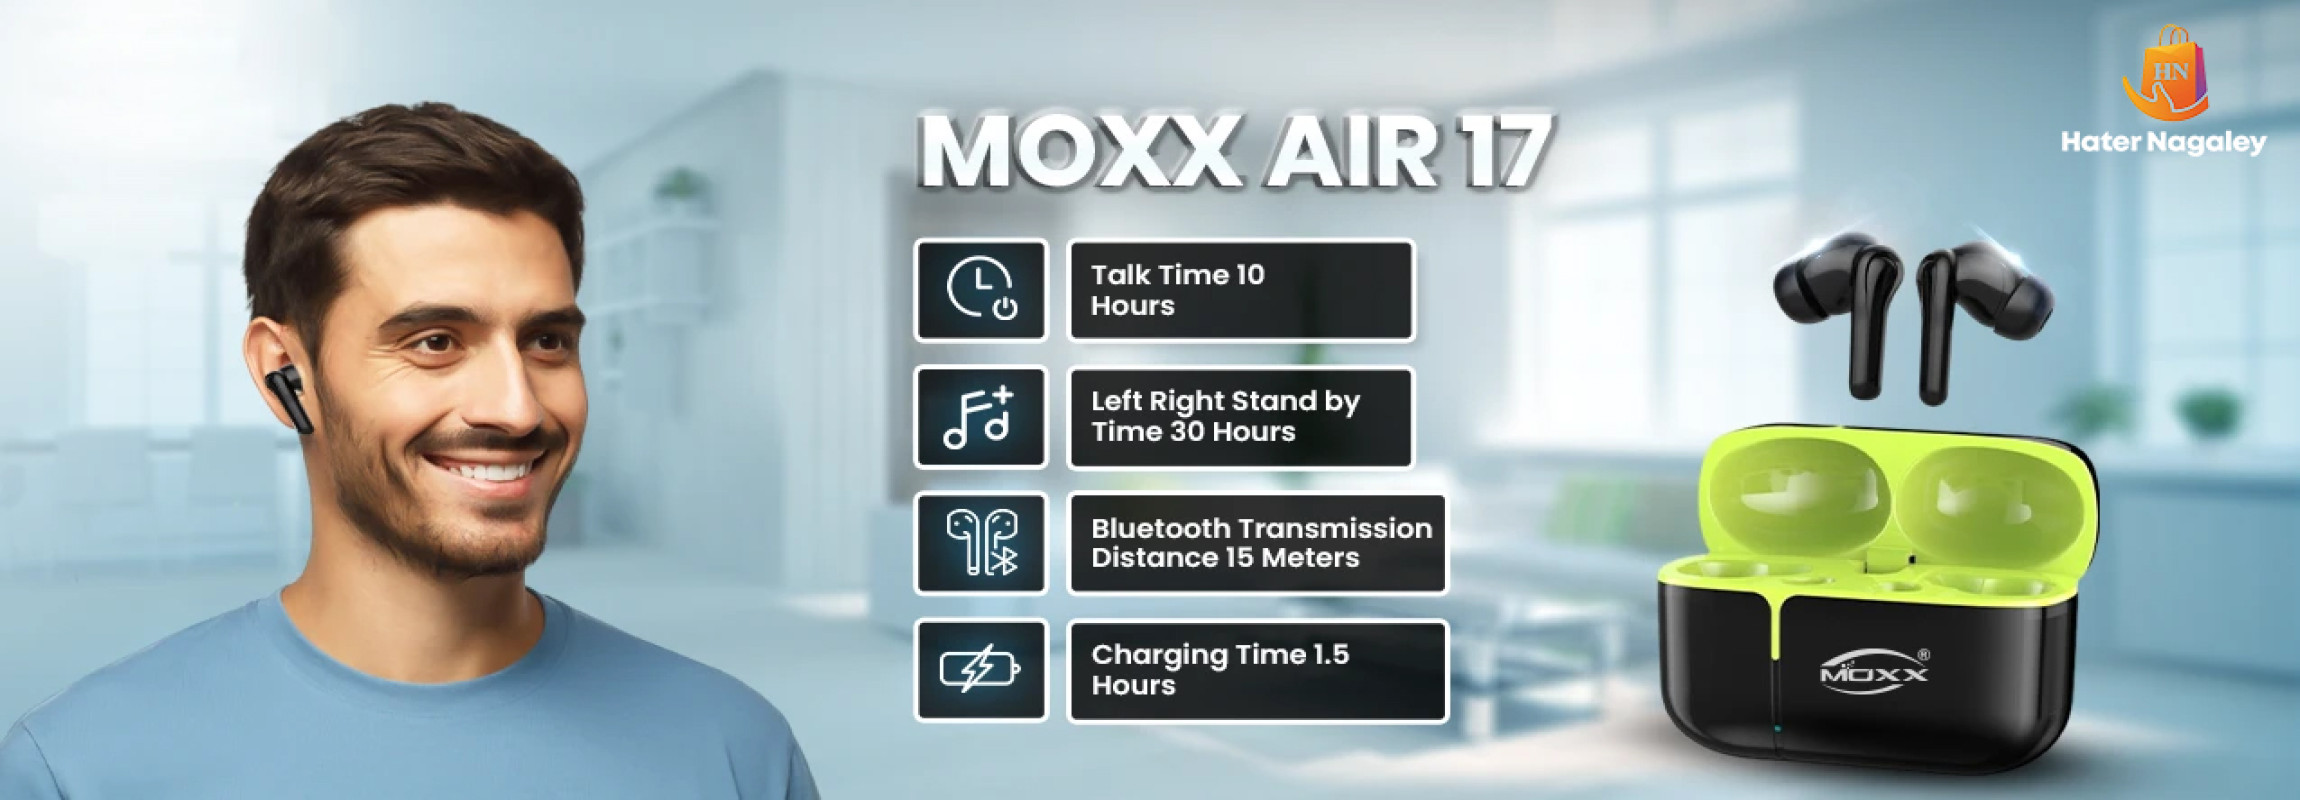 HN
Hater Nagaley
MOXX AIR 17
Talk Time 10
Hours
Left Right Stand by
Time 30 Hours
Bluetooth Transmission
Distance 15 Meters
Charging Time 1.5
Hours
MOXX®